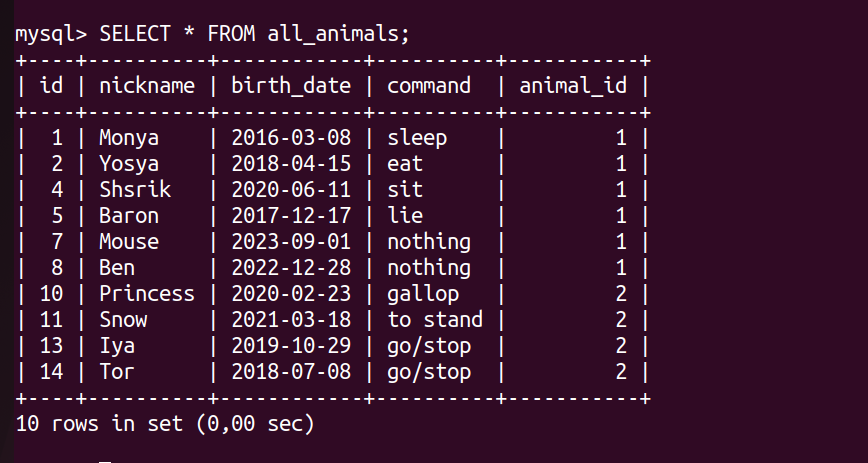 mysql> SELECT * FROM all_animals;
+----+----------+------------+----------+-----------+
| id | nickname | birth_date | command  | animal_id |
+----+----------+------------+----------+-----------+
|  1 | Monya    | 2016-03-08 | sleep    |         1 |
|  2 | Yosya    | 2018-04-15 | eat      |         1 |
|  4 | Shsrik   | 2020-06-11 | sit      |         1 |
|  5 | Baron    | 2017-12-17 | lie      |         1 |
|  7 | Mouse    | 2023-09-01 | nothing  |         1 |
|  8 | Ben      | 2022-12-28 | nothing  |         1 |
| 10 | Princess | 2020-02-23 | gallop   |         2 |
| 11 | Snow     | 2021-03-18 | to stand |         2 |
| 13 | Iya      | 2019-10-29 | go/stop  |         2 |
| 14 | Tor      | 2018-07-08 | go/stop  |         2 |
+----+----------+------------+----------+-----------+
10 rows in set (0,00 sec)